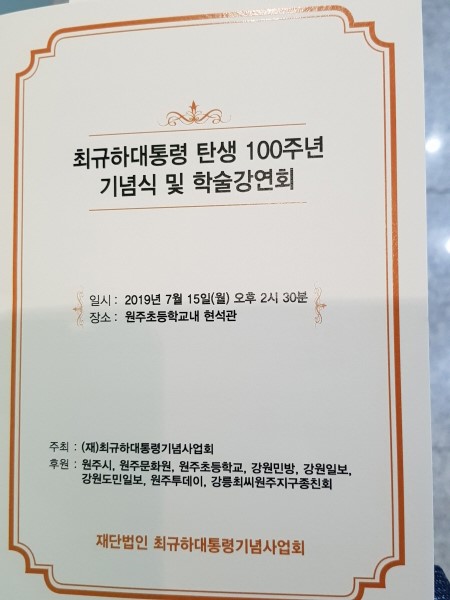 최규하대통령 탄생 100주년
기념식 및 학술강연회
일시 : 2019년 7월 15일(월) 오후 2시 30분
장소 : 원주초등학교내 현석관
주최 : (재)최규하대통령기념사업회
후원 : 원주시, 원주문화원, 원주초등학교, 강원민방, 강원일보,
강원도민일보, 원주투데이, 강릉최씨원주지구종친회
재단법인 최규하대통령기념사업회